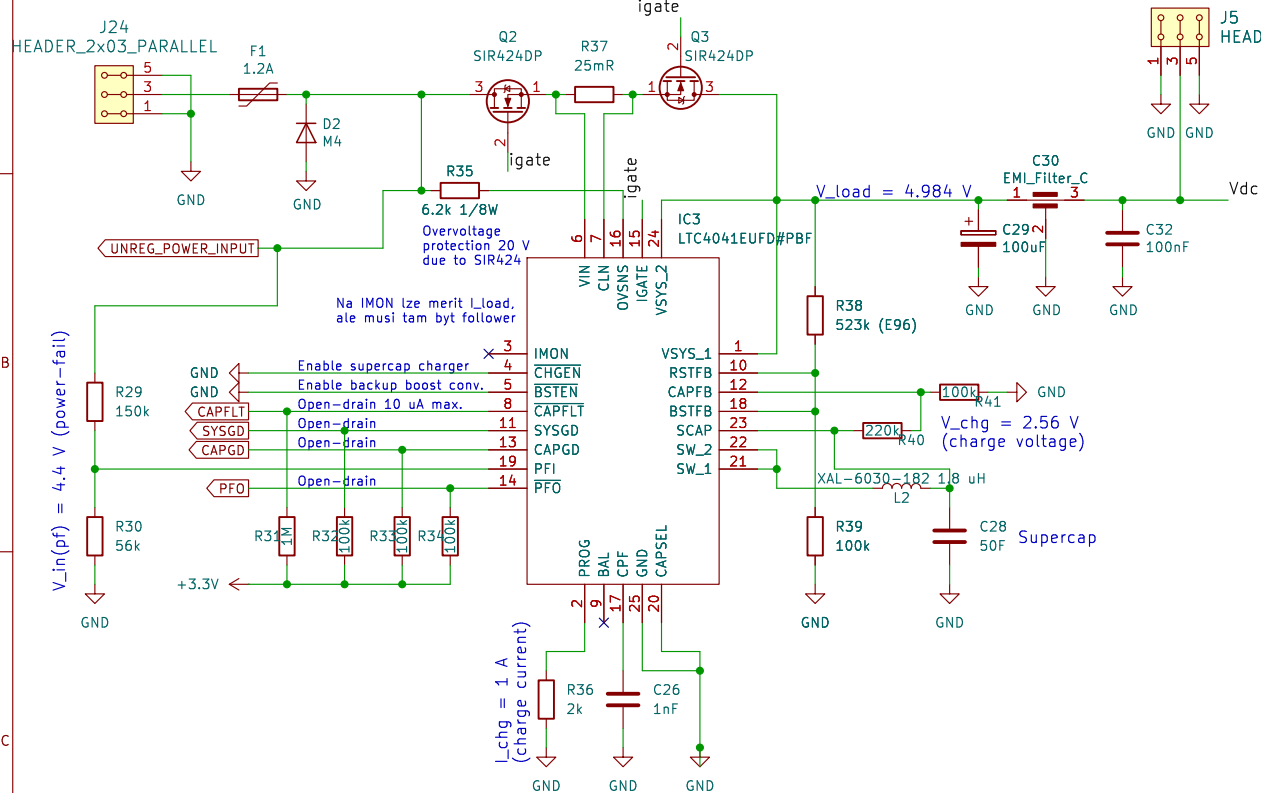 igate
J24
HEADER_2x03_PARALLEL
5
3
1
GND
F1
1.2A
D2
M4
GND
Q2
SIR424DP
3
1
2
igate
R37
25mR
Q3
SIR424DP
2
1
3
J5
HEAD
1
3
5
GND
GND
R35
6.2k 1/8W
Overvoltage
protection 20 V
due to SIR424
igate
UNREG_POWER_INPUT
V_load = 4.984 V
C30
EMI_Filter_C
1
3
2
GND
Vdc
C29
100uF
+
GND
C32
100nF
GND
IC3
LTC4041EUFD#PBF
6
7
16
15
24
VIN
CLN
OVSNS
IGATE
VSYS_2
Na IMON lze merit I_load,
ale musi tam byt follower
B
V_in(pf) = 4.4 V (power-fail)
R29
150k
R30
56k
GND
3
IMON
GND
Enable supercap charger
4
CHGEN
GND
Enable backup boost conv.
5
BSTEN
CAPFLT
Open-drain 10 uA max.
8
CAPFLT
SYSGD
Open-drain
11
SYSGD
CAPGD
Open-drain
13
CAPGD
19
PFI
PFO
Open-drain
14
PFO
VSYS_1
1
RSTFB
10
CAPFB
12
BSTFB
18
SCAP
23
SW_2
22
SW_1
21
R38
523k (E96)
100k
R41
GND
220k
R40
V_chg = 2.56 V
(charge voltage)
XAL-6030-182 1.8 uH
L2
R31
1M
R32
100k
R33
100k
R34
100k
+3.3V
R39
100k
GND
C28
50F
Supercap
GND
PROG
BAL
CPF
GND
CAPSEL
2
9
17
25
20
I_chg = 1 A
(charge current)
R36
2k
GND
C26
1nF
GND
GND
C